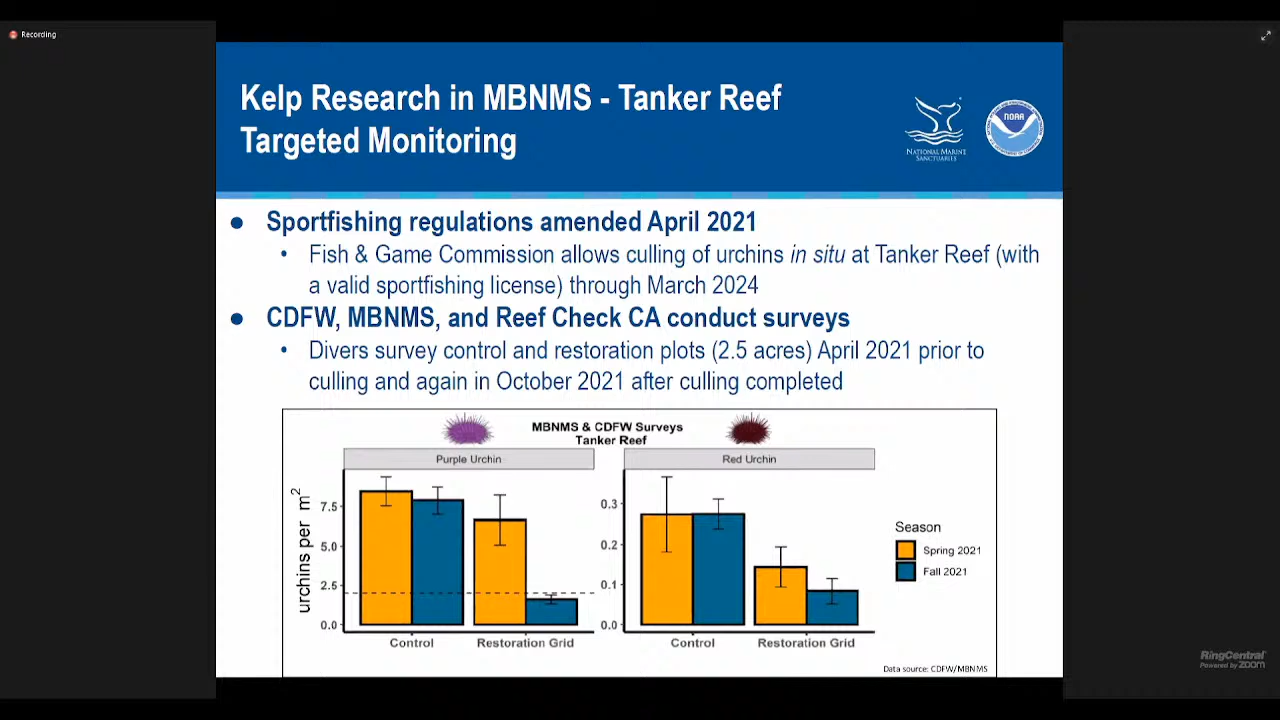 Recording
Kelp Research in MBNMS - Tanker Reef
Targeted Monitoring
NATIONAL MARINE
SANCTUARIES
NOAA
● Sportfishing regulations amended April 2021
• Fish & Game Commission allows culling of urchins in situ at Tanker Reef (with
a valid sportfishing license) through March 2024
● CDFW, MBNMS, and Reef Check CA conduct surveys
• Divers survey control and restoration plots (2.5 acres) April 2021 prior to
culling and again in October 2021 after culling completed
MBNMS & CDFW Surveys
Tanker Reef
Purple Urchin
Red Urchin
urchins per m²
7.5
5.0
2.5
0.0
0.3
0.2
0.1
0.0
Control
Restoration Grid
Control
Restoration Grid
Season
Spring 2021
Fall 2021
Data source: CDFW/MBNMS
RingCentral
Powered by zoom